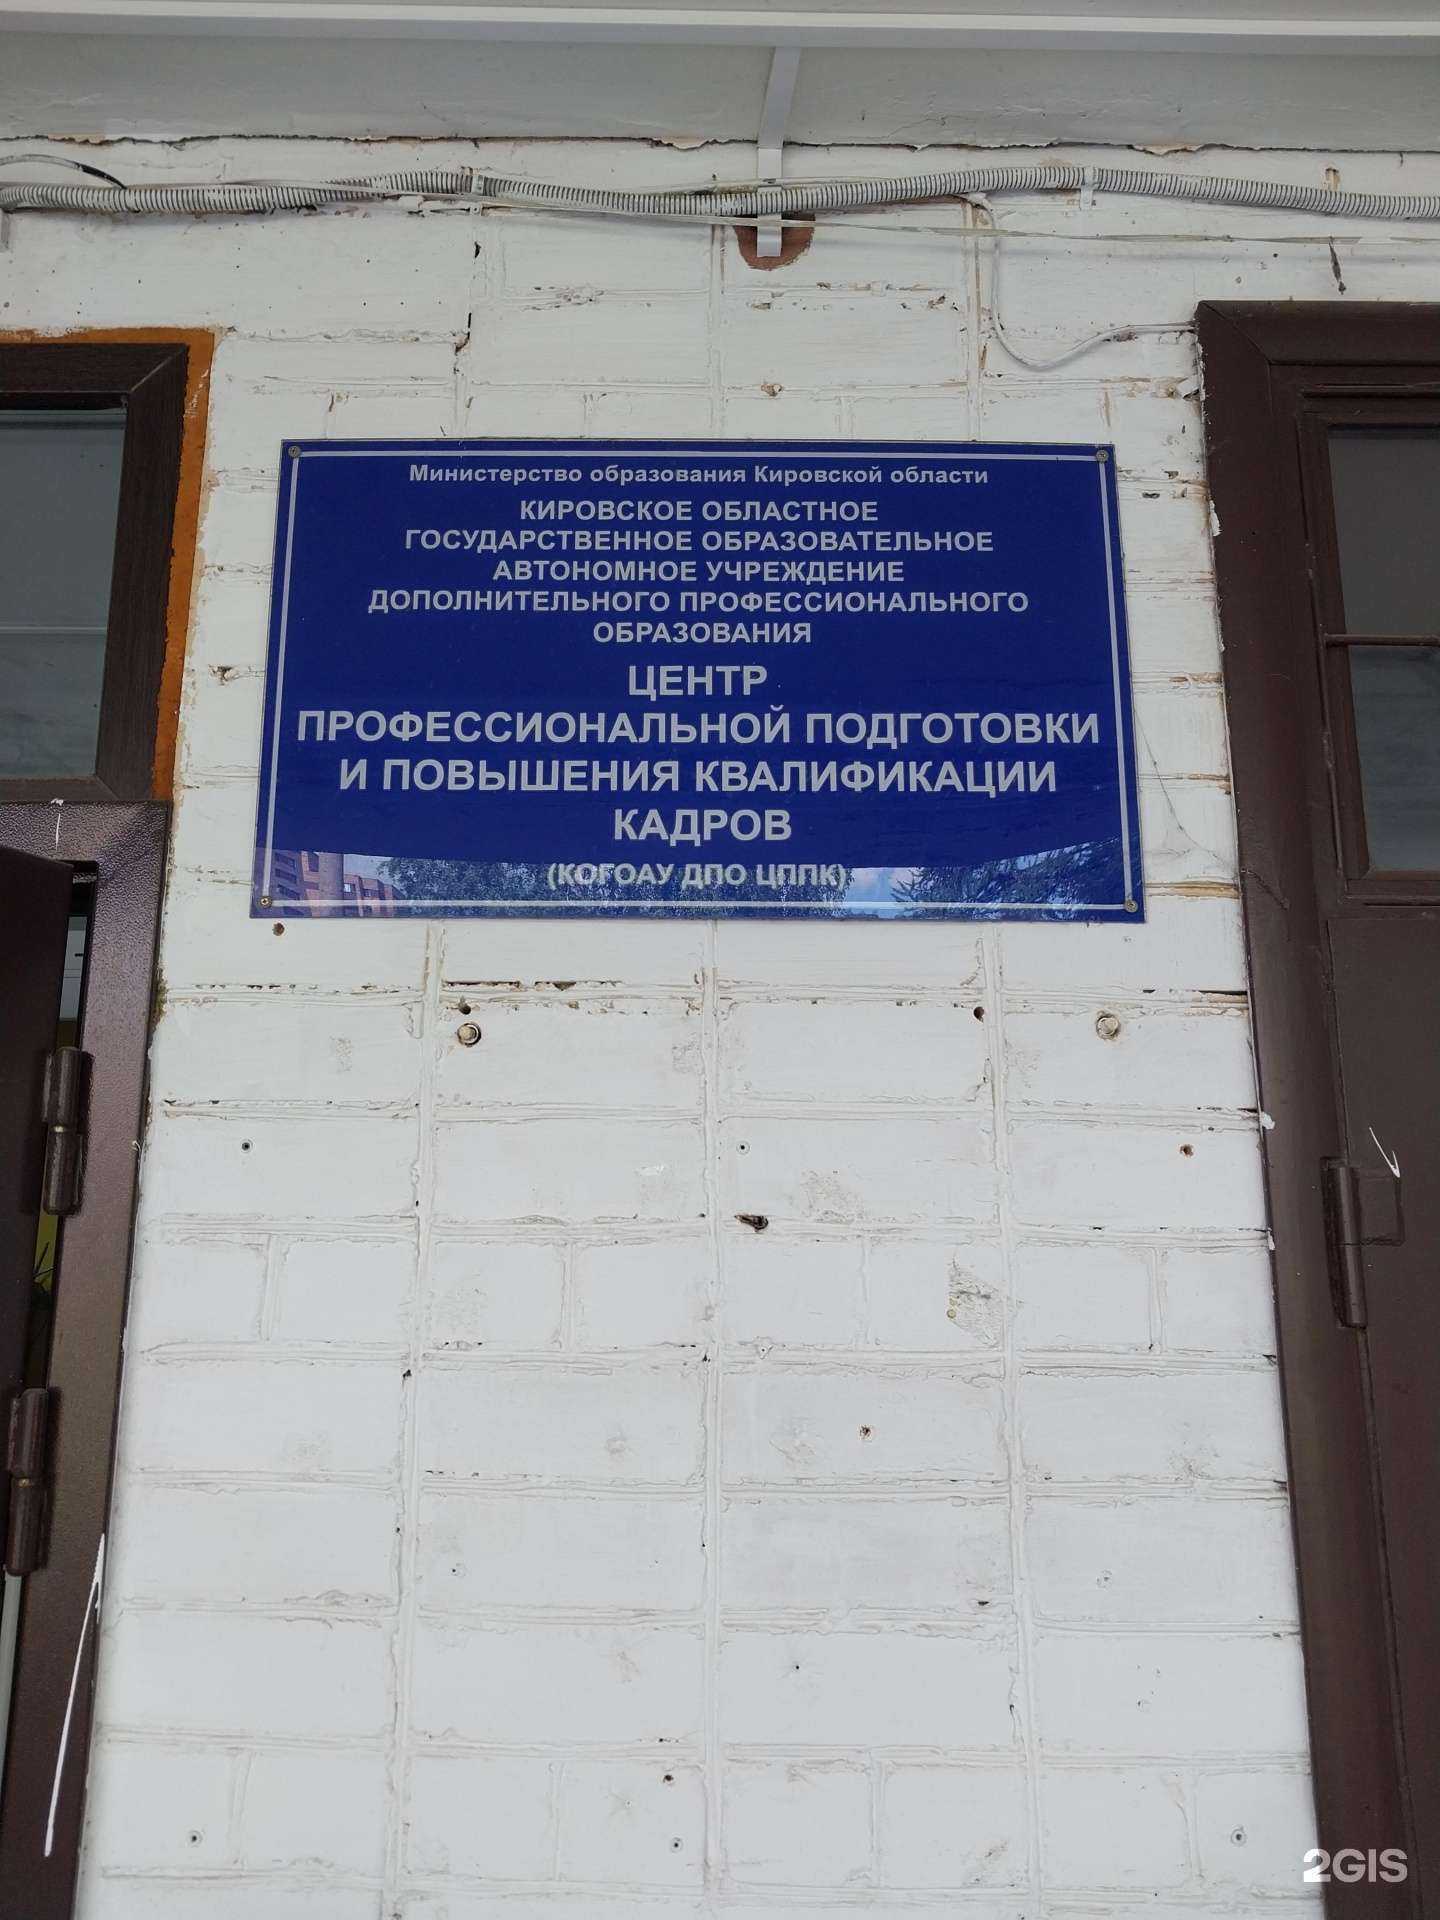 Министерство образования Кировской области
КИРОВСКОЕ ОБЛАСТНОЕ
ГОСУДАРСТВЕННОЕ ОБРАЗОВАТЕЛЬНОЕ
АВТОНОМНОЕ УЧРЕЖДЕНИЕ
ДОПОЛНИТЕЛЬНОГО ПРОФЕССИОНАЛЬНОГО
ОБРАЗОВАНИЯ
ЦЕНТР
ПРОФЕССИОНАЛЬНОЙ ПОДГОТОВКИ
И ПОВЫШЕНИЯ КВАЛИФИКАЦИИ
КАДРОВ
(КОГОАУ ДПО ЦППК)
2GIS